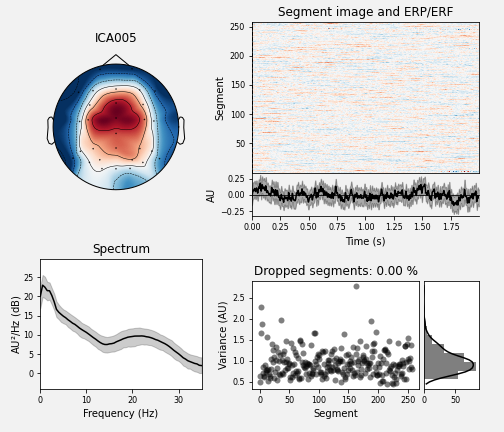 ICA005
Segment image and ERP/ERF
Segment
250
200
150
100
50
AU
0.25
0.00
−0.25
0.00 0.25 0.50 0.75 1.00 1.25 1.50 1.75
Time (s)
Spectrum
AU²/Hz (dB)
25
20
15
10
5
0
0 10 20 30
Frequency (Hz)
Dropped segments: 0.00 %
Variance (AU)
2.5
2.0
1.5
1.0
0.5
0 50 100 150 200 250
Segment
0 50